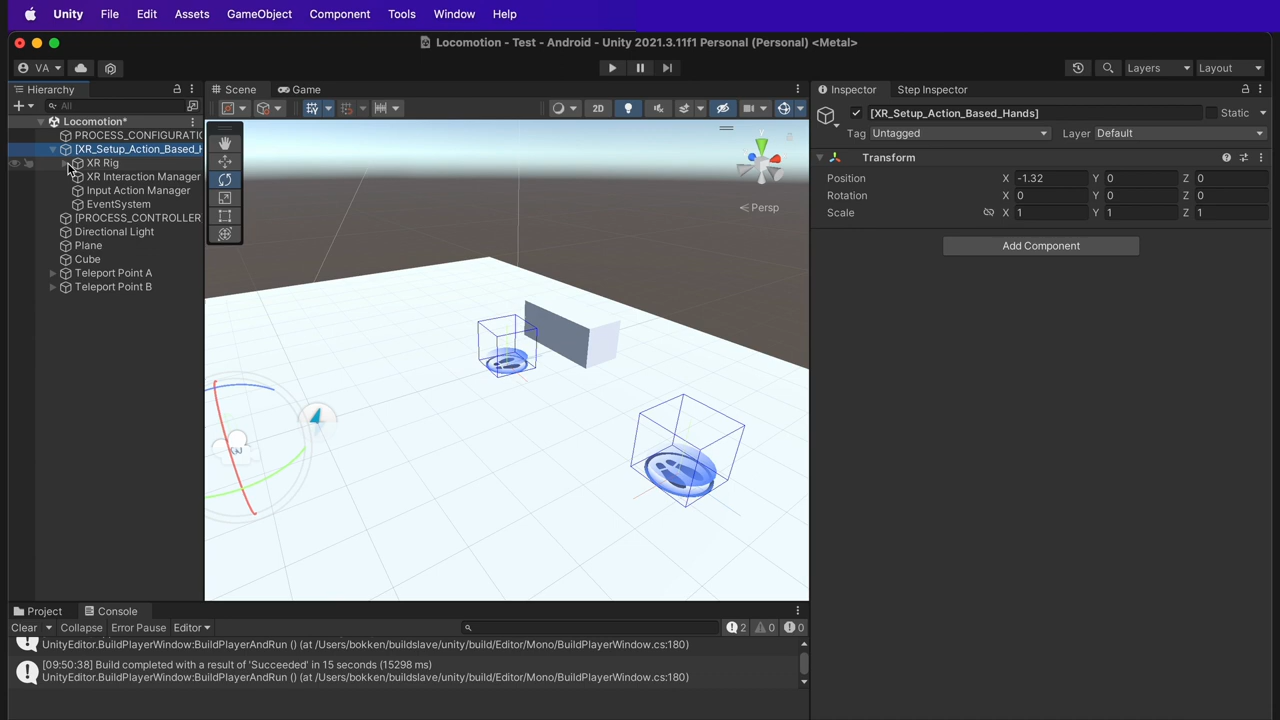 Unity File Edit Assets GameObject Component Tools Window Help
Locomotion - Test - Android - Unity 2021.3.11f1 Personal (Personal) <Metal>
VA Layers Layout
Hierarchy
All
Locomotion*
PROCESS_CONFIGURATIO
[XR_Setup_Action_Based_H
XR Rig
XR Interaction Manager
Input Action Manager
EventSystem
[PROCESS_CONTROLLER
Directional Light
Plane
Cube
Teleport Point A
Teleport Point B
Scene Game
2D
y
Persp
Inspector Step Inspector
[XR_Setup_Action_Based_Hands] Static
Tag Untagged Layer Default
Transform
Position X -1.32 Y 0 Z 0
Rotation X 0 Y 0 Z 0
Scale X 1 Y 1 Z 1
Add Component
Project Console
Clear Collapse Error Pause Editor 2 0 0
UnityEditor.BuildPlayerWindow:BuildPlayerAndRun () (at /Users/bokken/buildslave/unity/build/Editor/Mono/BuildPlayerWindow.cs:180)
[09:50:38] Build completed with a result of 'Succeeded' in 15 seconds (15298 ms)
UnityEditor.BuildPlayerWindow:BuildPlayerAndRun () (at /Users/bokken/buildslave/unity/build/Editor/Mono/BuildPlayerWindow.cs:180)